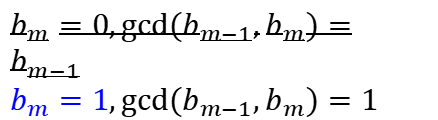 b_m = 0, gcd(b_{m-1}, b_m) =
b_{m-1}
b_m = 1, gcd(b_{m-1}, b_m) = 1